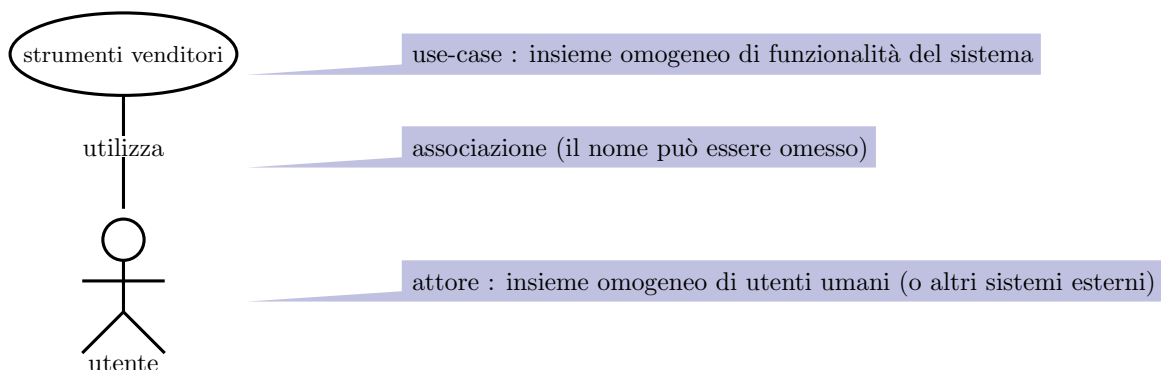 strumenti venditori
use-case : insieme omogeneo di funzionalità del sistema
utilizza
associazione (il nome può essere omesso)
attore : insieme omogeneo di utenti umani (o altri sistemi esterni)
utente